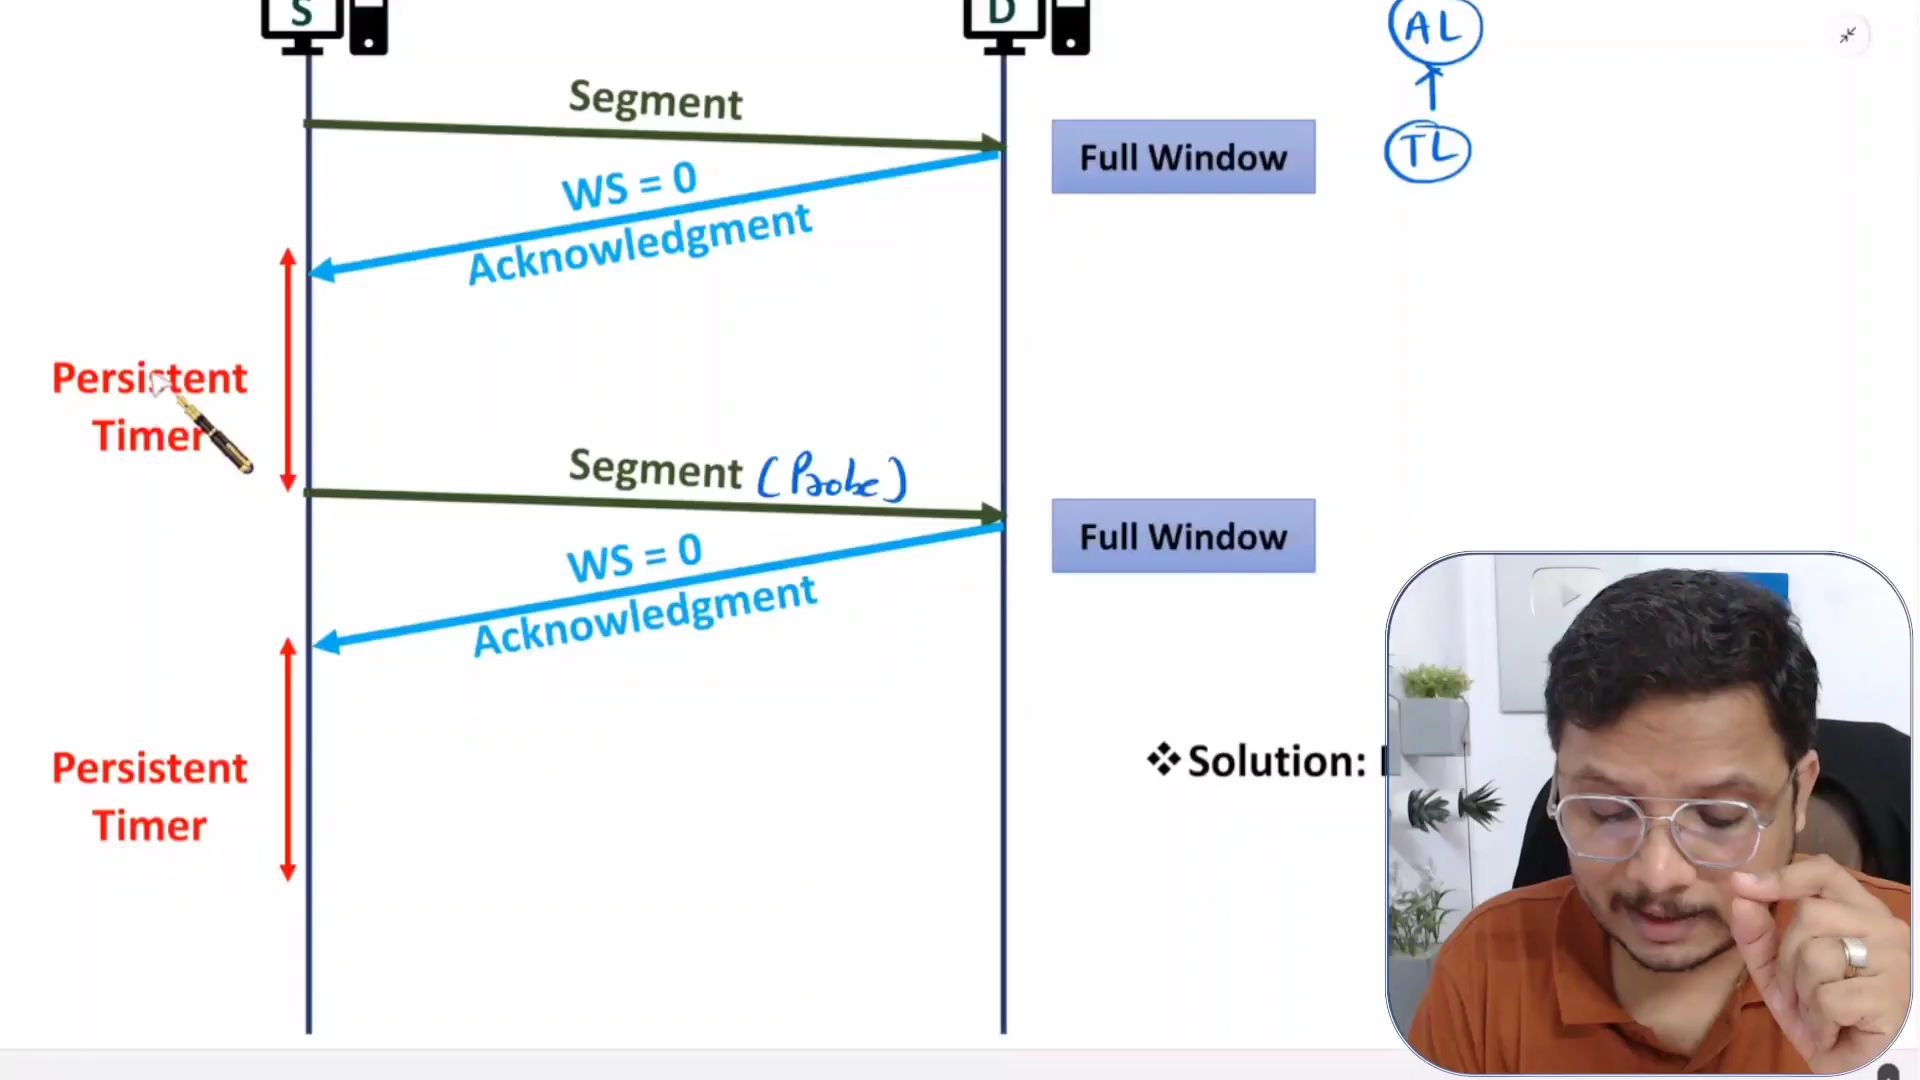 S
D
AL
Segment
Full Window
TL
WS = 0
Acknowledgment
Persistent
Timer
Segment (Probe)
Full Window
WS = 0
Acknowledgment
Persistent
Timer
❖Solution: